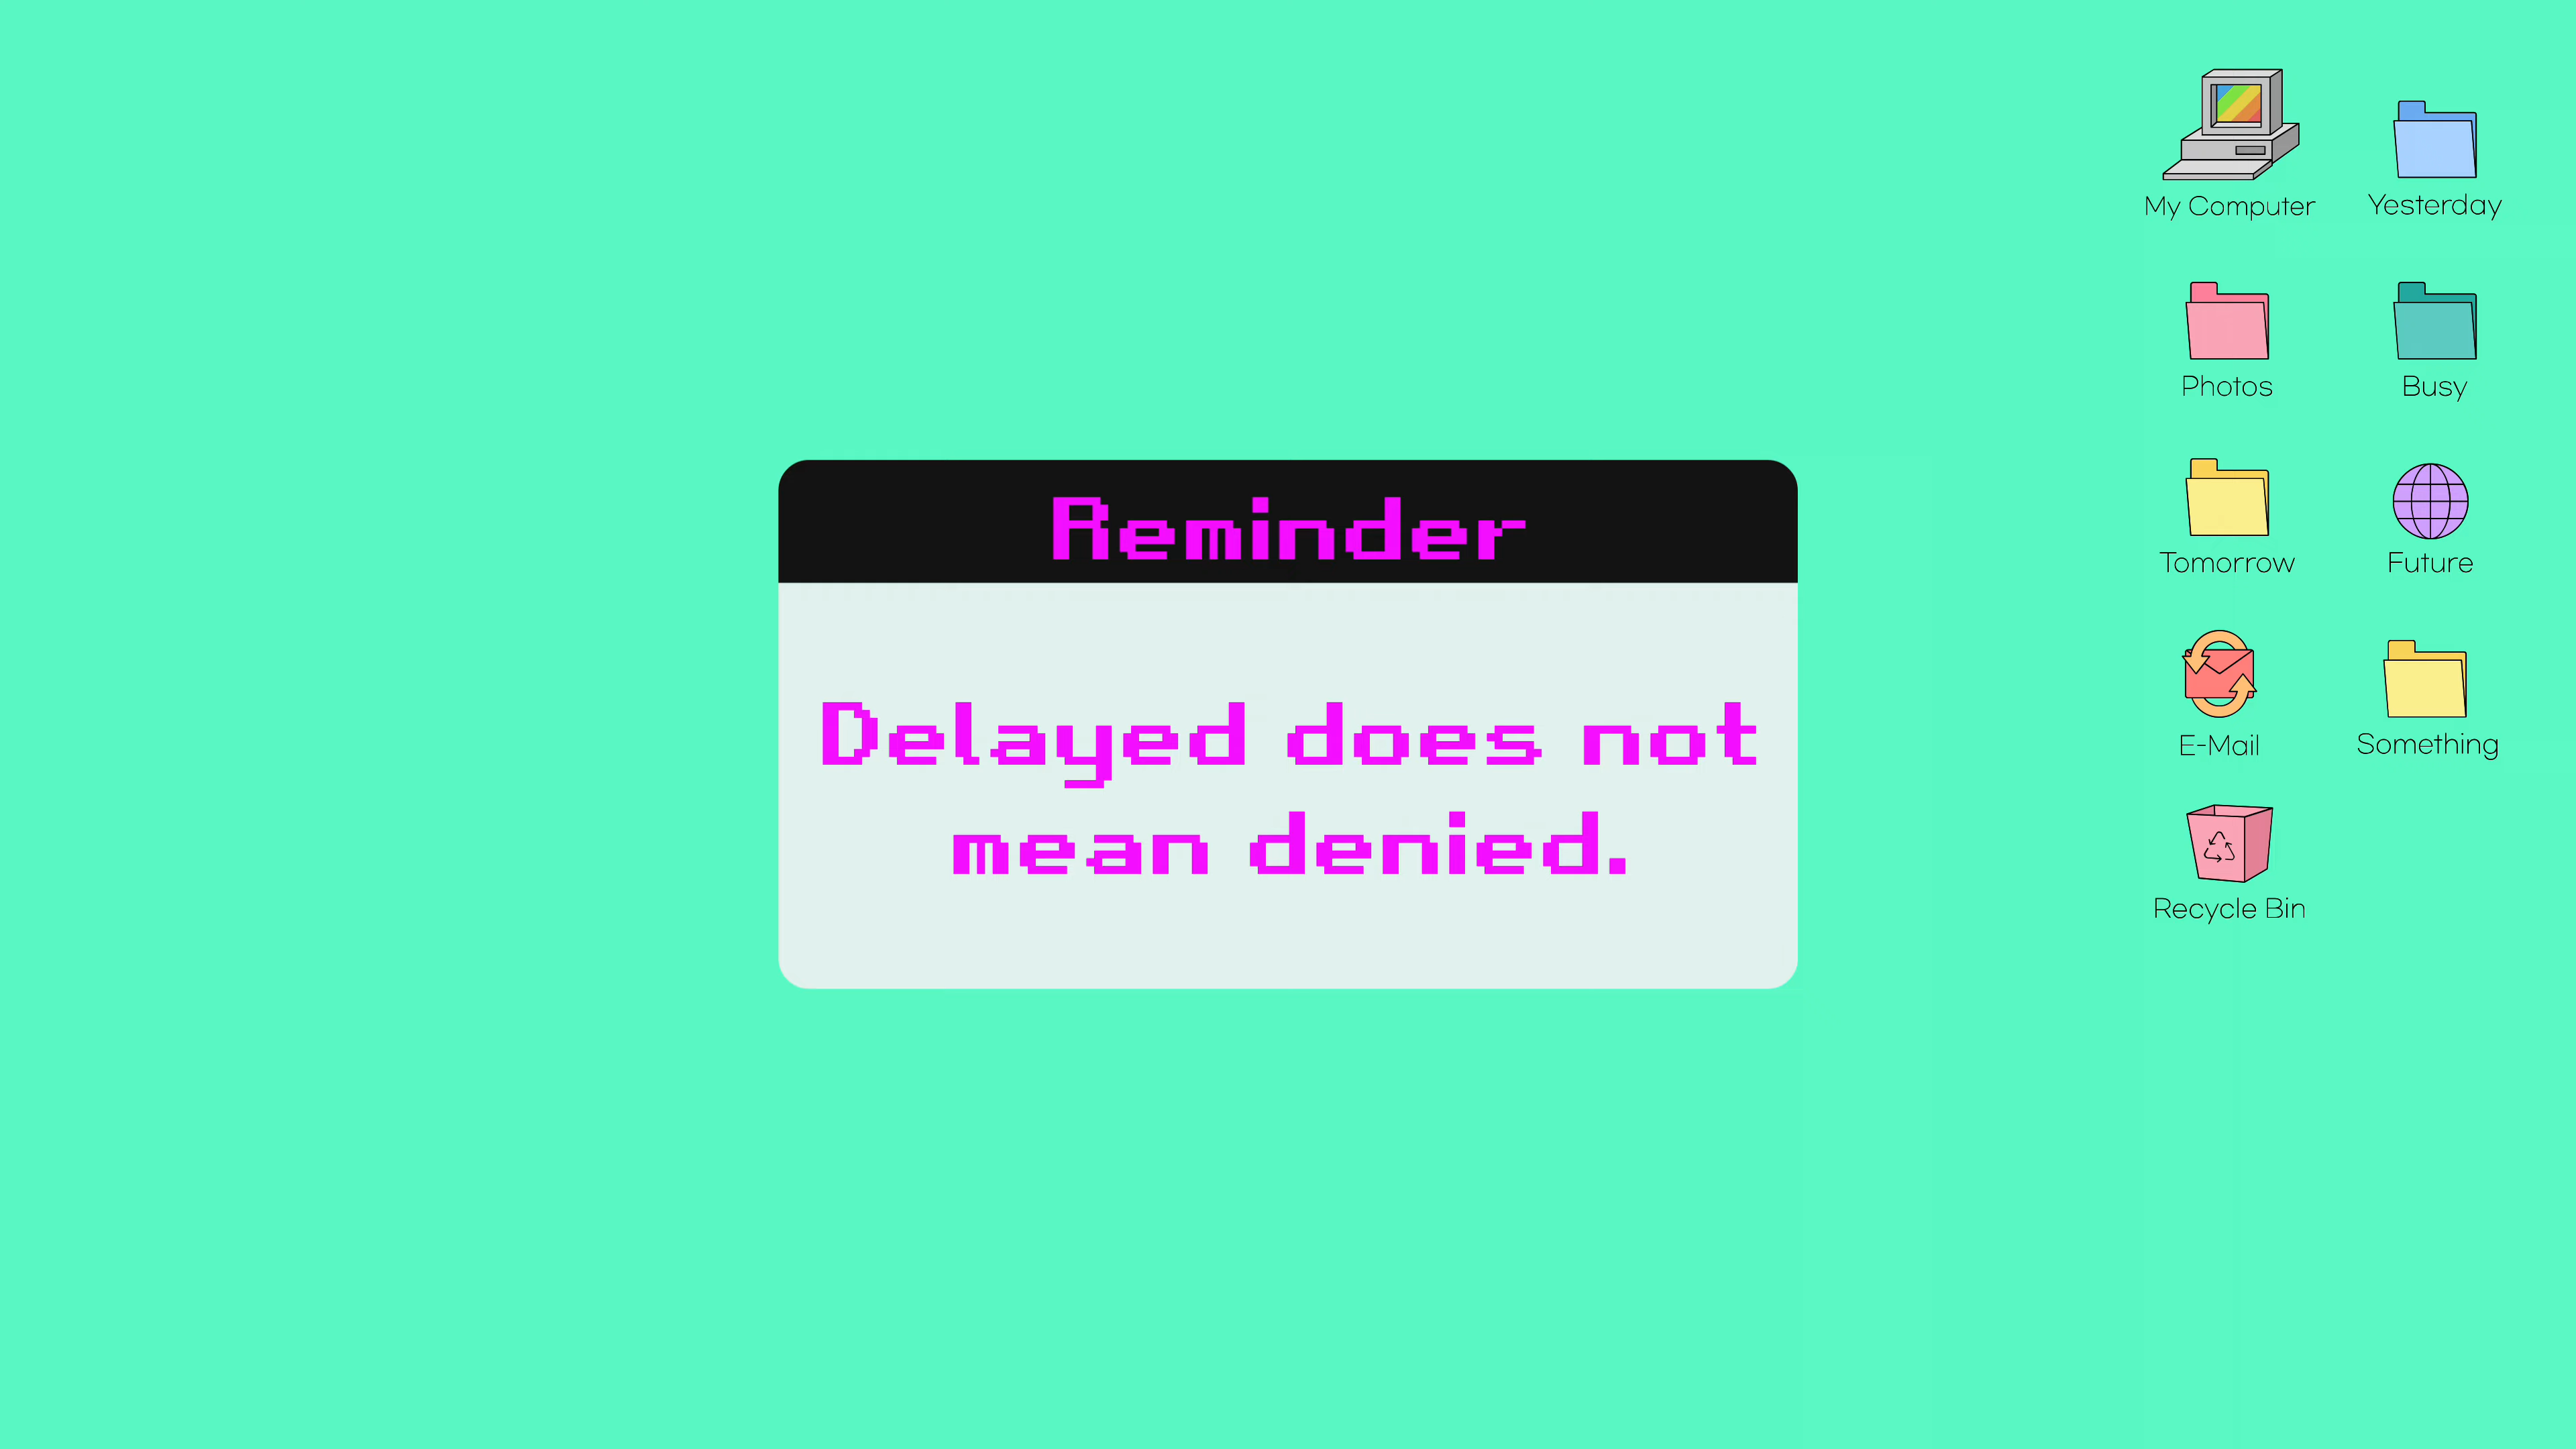 My Computer
Yesterday
Photos
Busy
Reminder
Tomorrow
Future
Delayed does not
mean denied.
E-Mail
Something
Recycle Bin